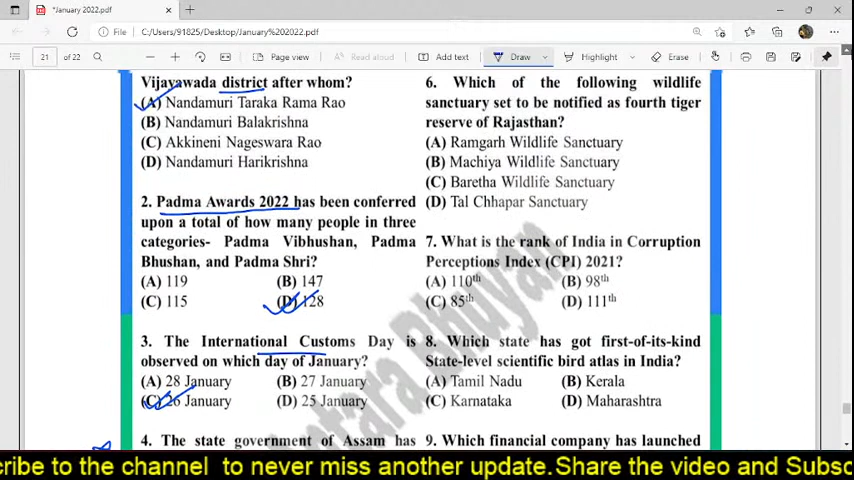 January 2022.pdf
File
C:/Users/91825/Desktop/January%202022.pdf
21
of 22
Page view
Read aloud
Add text
Draw
Highlight
Erase
Vijayawada district after whom?
(A) Nandamuri Taraka Rama Rao
(B) Nandamuri Balakrishna
(C) Akkineni Nageswara Rao
(D) Nandamuri Harikrishna
2. Padma Awards 2022 has been conferred
upon a total of how many people in three
categories- Padma Vibhushan, Padma
Bhushan, and Padma Shri?
(A) 119 (B) 147
(C) 115 (D) 128
3. The International Customs Day is
observed on which day of January?
(A) 28 January (B) 27 January
(C) 26 January (D) 25 January
4. The state government of Assam has
6. Which of the following wildlife
sanctuary set to be notified as fourth tiger
reserve of Rajasthan?
(A) Ramgarh Wildlife Sanctuary
(B) Machiya Wildlife Sanctuary
(C) Baretha Wildlife Sanctuary
(D) Tal Chhapar Sanctuary
7. What is the rank of India in Corruption
Perceptions Index (CPI) 2021?
(A) 110th (B) 98th
(C) 85th (D) 111th
8. Which state has got first-of-its-kind
State-level scientific bird atlas in India?
(A) Tamil Nadu (B) Kerala
(C) Karnataka (D) Maharashtra
9. Which financial company has launched
antara Bhuyan
cribe to the channel to never miss another update.Share the video and Subsc